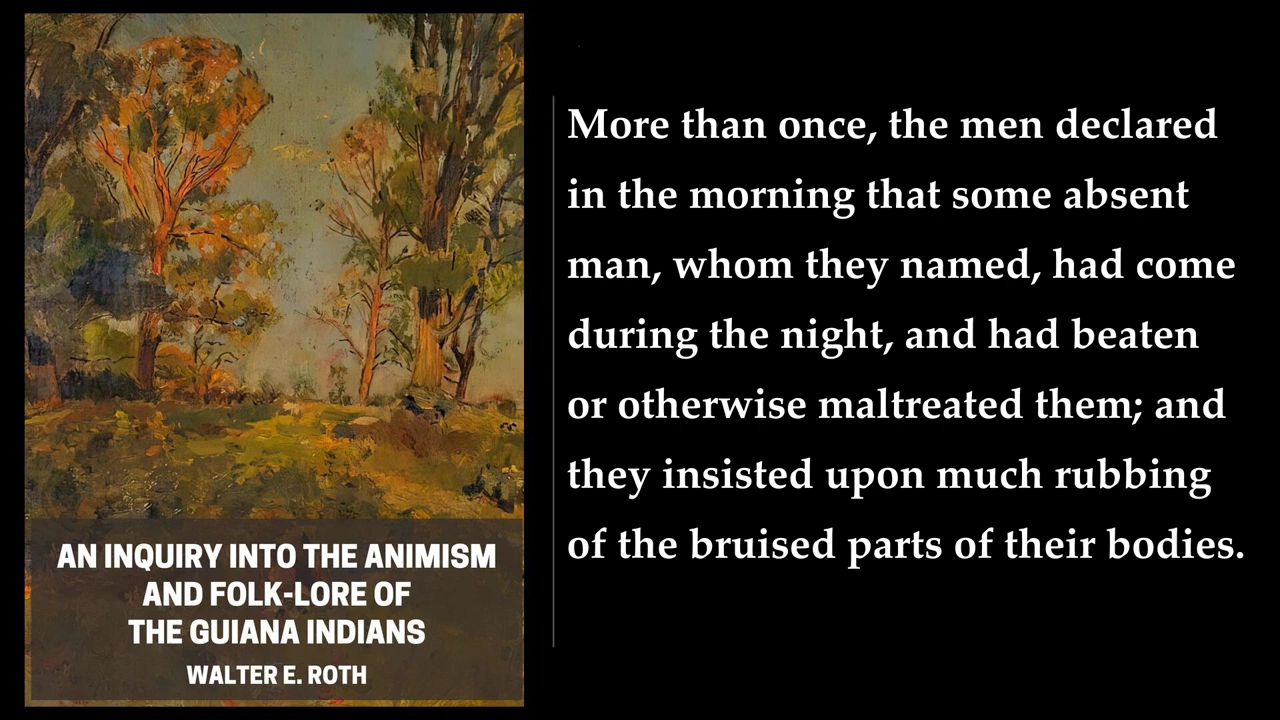 AN INQUIRY INTO THE ANIMISM
AND FOLK-LORE OF
THE GUIANA INDIANS
WALTER E. ROTH
More than once, the men declared
in the morning that some absent
man, whom they named, had come
during the night, and had beaten
or otherwise maltreated them; and
they insisted upon much rubbing
of the bruised parts of their bodies.